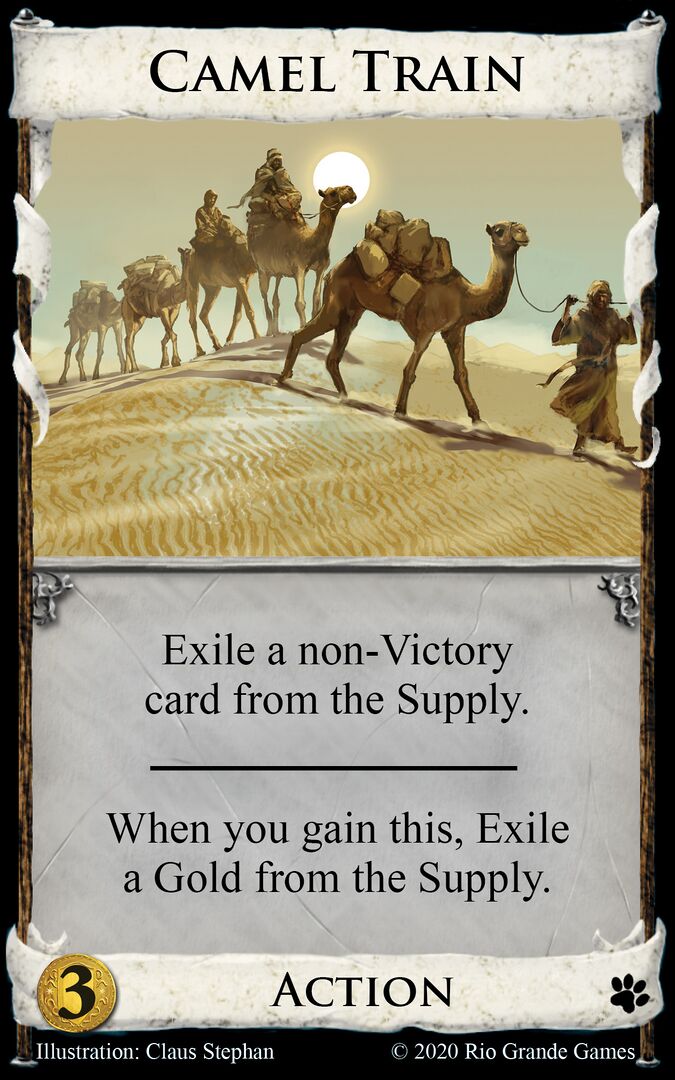 Camel Train
Exile a non-Victory
card from the Supply.
When you gain this, Exile
a Gold from the Supply.
3
Action
Illustration: Claus Stephan
© 2020 Rio Grande Games